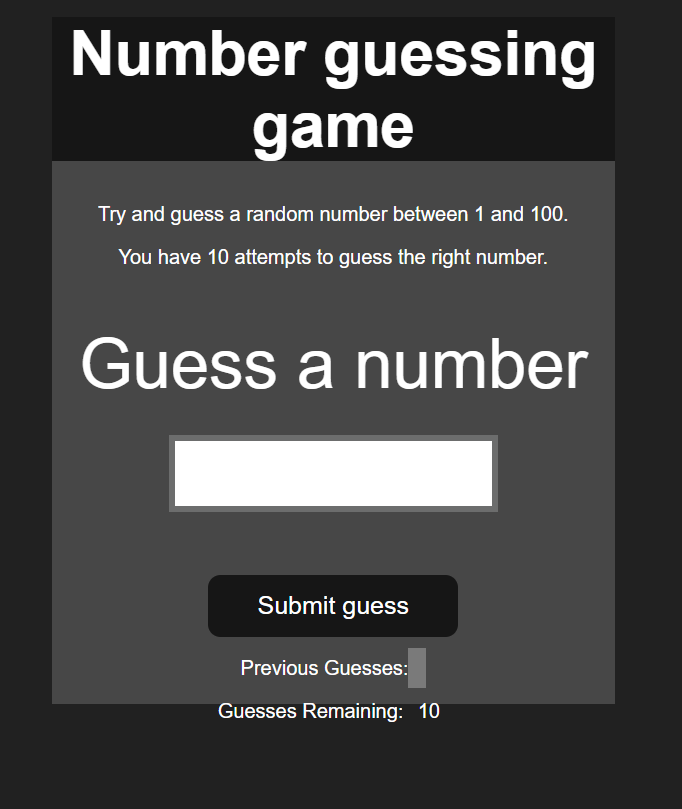 Number guessing
game
Try and guess a random number between 1 and 100.
You have 10 attempts to guess the right number.
Guess a number
Submit guess
Previous Guesses:
Guesses Remaining: 10